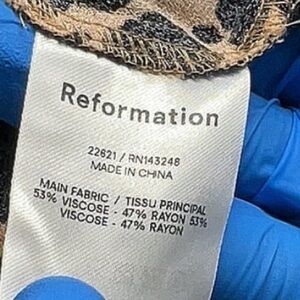 Reformation
22621 / RN143248
MADE IN CHINA
MAIN FABRIC / TISSU PRINCIPAL
53% VISCOSE - 47% RAYON 53%
VISCOSE - 47% RAYON